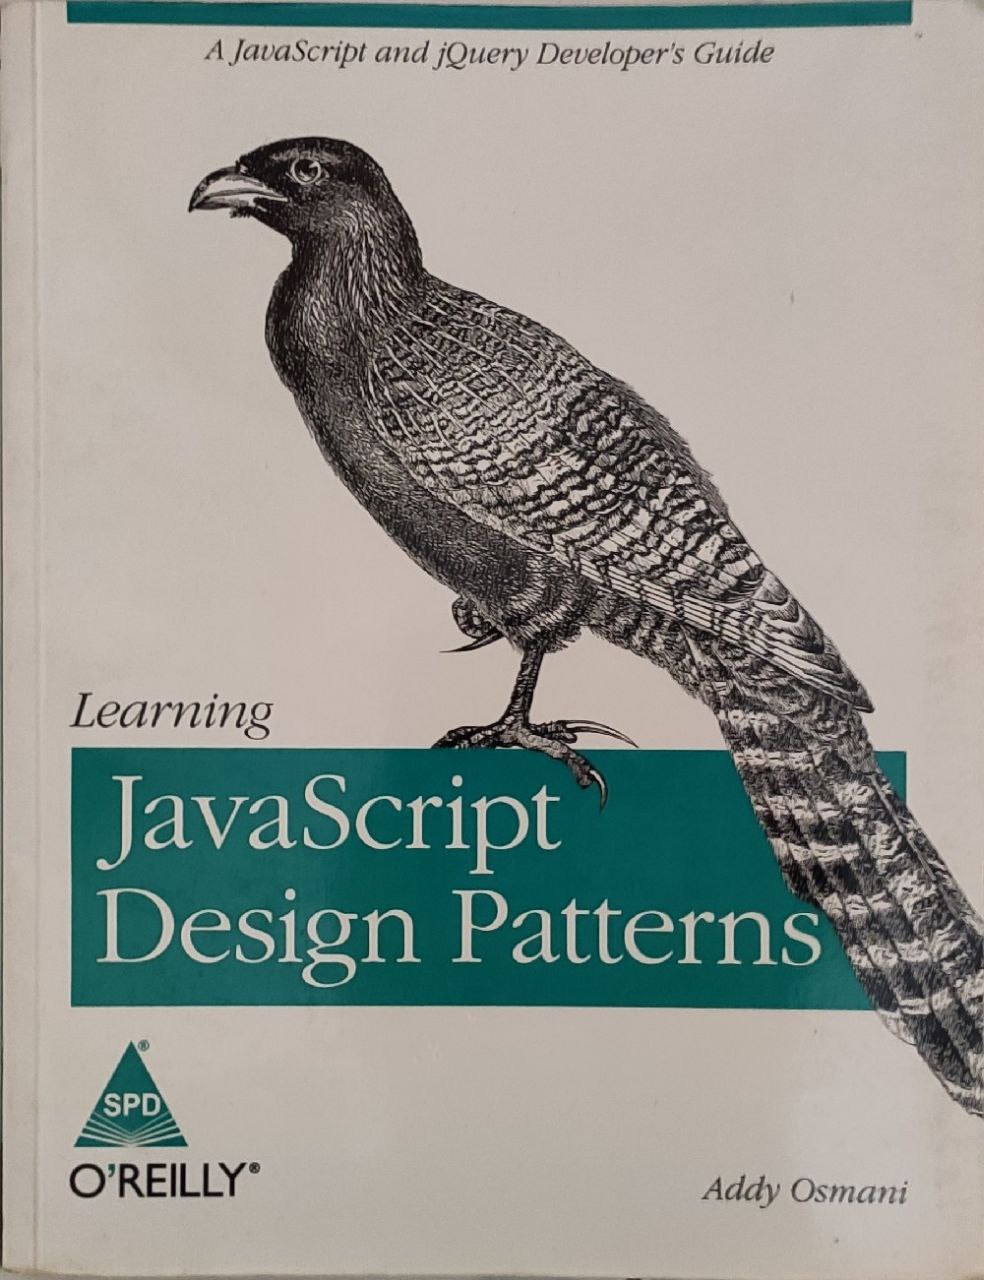 A JavaScript and jQuery Developer's Guide
Learning
JavaScript
Design Patterns
®
SPD
O'REILLY®
Addy Osmani